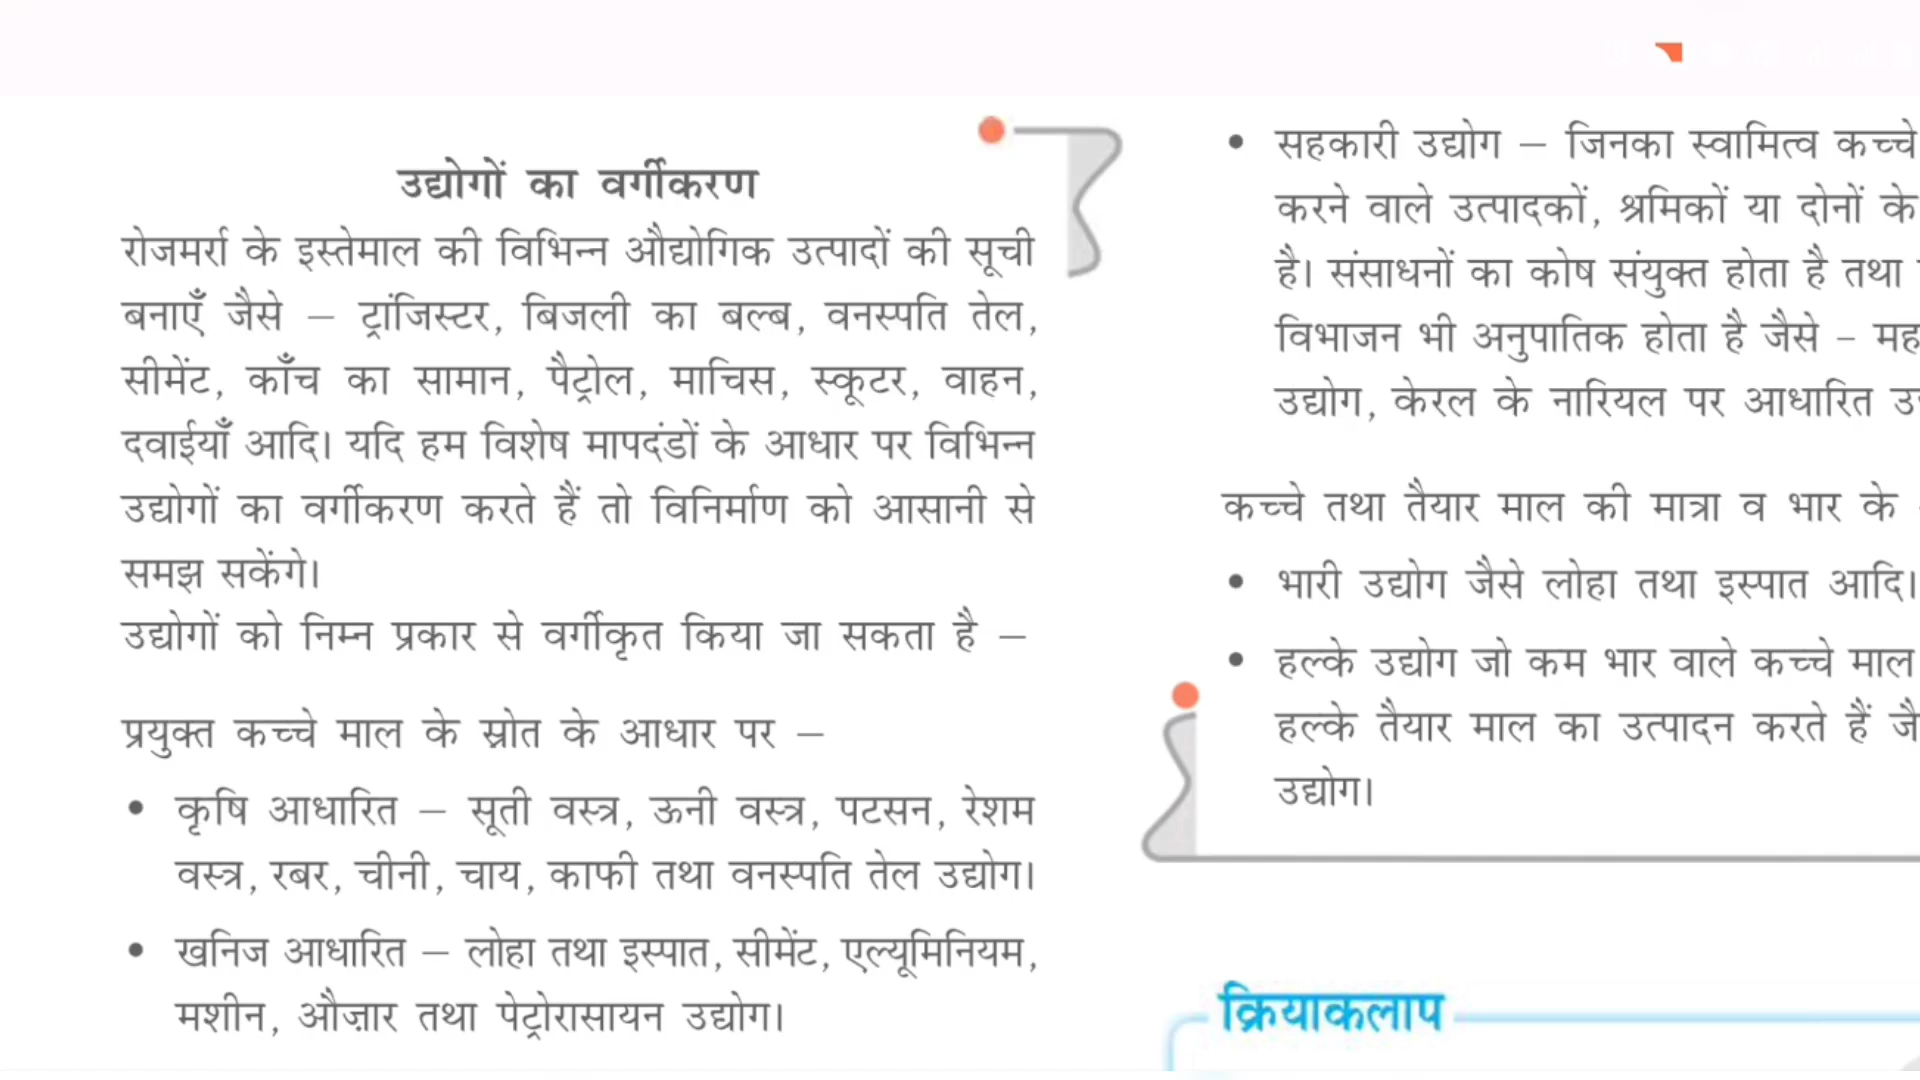 उद्योगों का वर्गीकरण
रोजमर्रा के इस्तेमाल की विभिन्न औद्योगिक उत्पादों की सूची
बनाएँ जैसे – ट्रांजिस्टर, बिजली का बल्ब, वनस्पति तेल,
सीमेंट, काँच का सामान, पैट्रोल, माचिस, स्कूटर, वाहन,
दवाईयाँ आदि। यदि हम विशेष मापदंडों के आधार पर विभिन्न
उद्योगों का वर्गीकरण करते हैं तो विनिर्माण को आसानी से
समझ सकेंगे।
उद्योगों को निम्न प्रकार से वर्गीकृत किया जा सकता है –
प्रयुक्त कच्चे माल के स्रोत के आधार पर –
• कृषि आधारित – सूती वस्त्र, ऊनी वस्त्र, पटसन, रेशम
वस्त्र, रबर, चीनी, चाय, काफी तथा वनस्पति तेल उद्योग।
• खनिज आधारित – लोहा तथा इस्पात, सीमेंट, एल्यूमिनियम,
मशीन, औज़ार तथा पेट्रोरासायन उद्योग।
• सहकारी उद्योग – जिनका स्वामित्व कच्चे
करने वाले उत्पादकों, श्रमिकों या दोनों के
है। संसाधनों का कोष संयुक्त होता है तथा
विभाजन भी अनुपातिक होता है जैसे – मह
उद्योग, केरल के नारियल पर आधारित उ
कच्चे तथा तैयार माल की मात्रा व भार के
• भारी उद्योग जैसे लोहा तथा इस्पात आदि।
• हल्के उद्योग जो कम भार वाले कच्चे माल
हल्के तैयार माल का उत्पादन करते हैं जै
उद्योग।
क्रियाकलाप